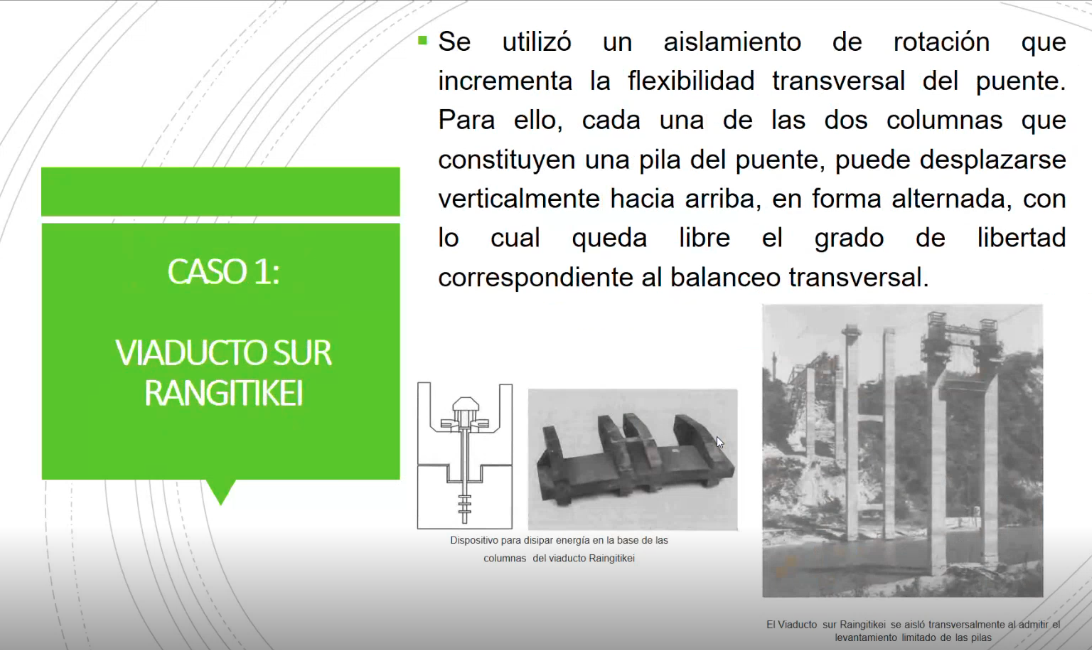 CASO 1:
VIADUCTO SUR
RANGITIKEI
Se utilizó un aislamiento de rotación que
incrementa la flexibilidad transversal del puente.
Para ello, cada una de las dos columnas que
constituyen una pila del puente, puede desplazarse
verticalmente hacia arriba, en forma alternada, con
lo cual queda libre el grado de libertad
correspondiente al balanceo transversal.
Dispositivo para disipar energía en la base de las
columnas del viaducto Raingitikei
El Viaducto sur Raingitikei se aisló transversalmente al admitir el
levantamiento limitado de las pilas